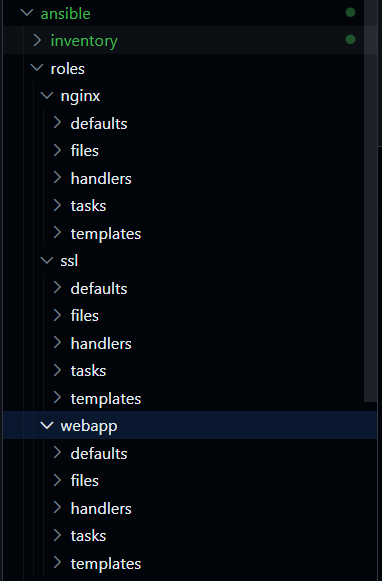 ansible
inventory
roles
nginx
defaults
files
handlers
tasks
templates
ssl
defaults
files
handlers
tasks
templates
webapp
defaults
files
handlers
tasks
templates